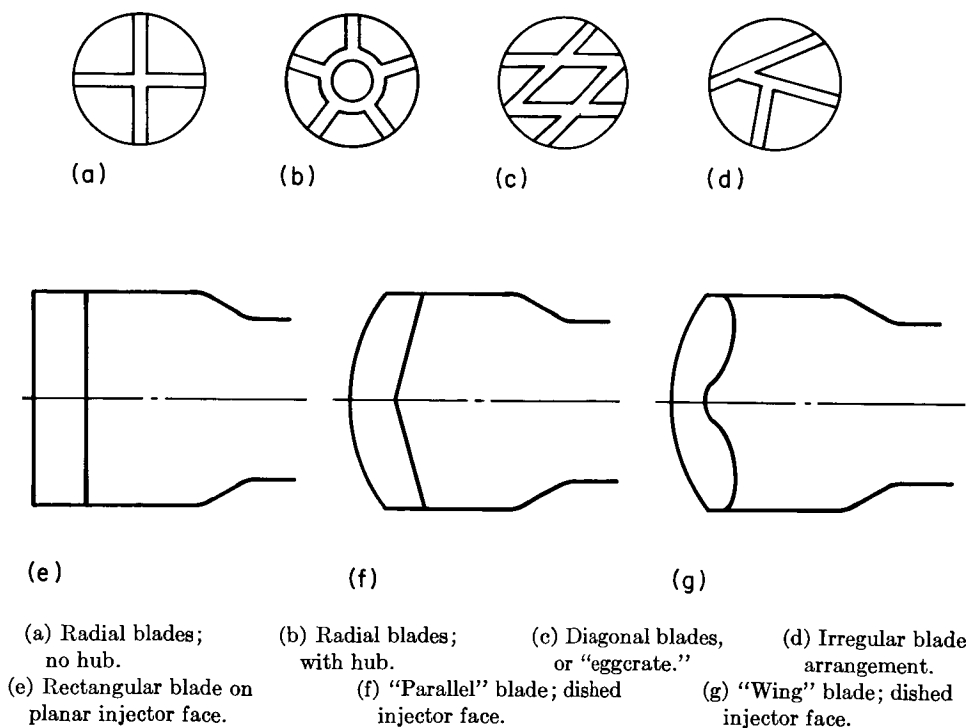 (a) (b) (c) (d)
(e) (f) (g)
(a) Radial blades; no hub.
(b) Radial blades; with hub.
(c) Diagonal blades, or “eggcrate.”
(d) Irregular blade arrangement.
(e) Rectangular blade on planar injector face.
(f) “Parallel” blade; dished injector face.
(g) “Wing” blade; dished injector face.